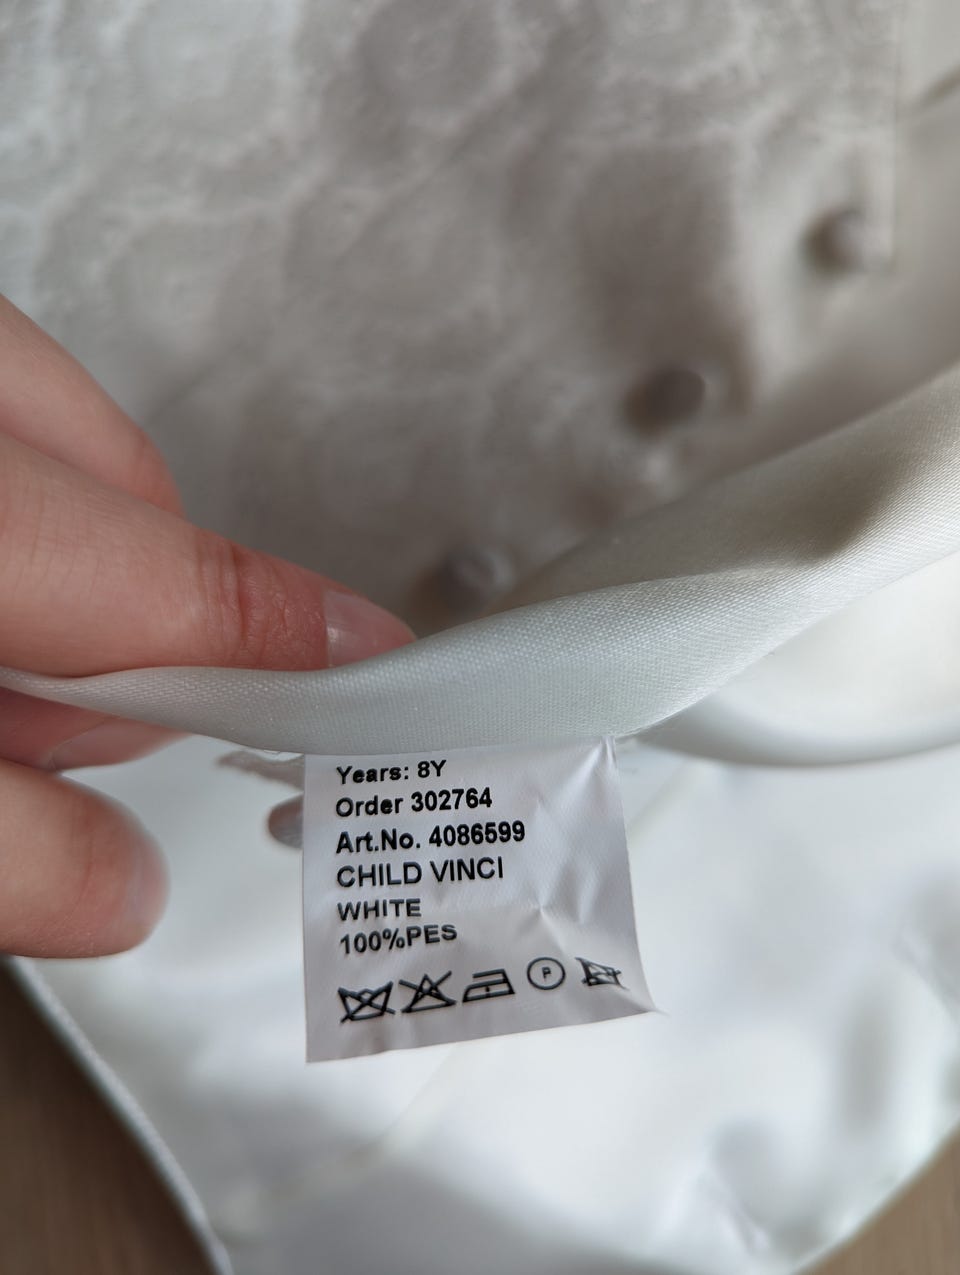 Years: 8Y
Order 302764
Art.No. 4086599
CHILD VINCI
WHITE
100%PES
P